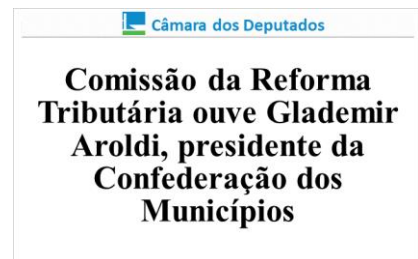 Câmara dos Deputados
Comissão da Reforma
Tributária ouve Glademir
Aroldi, presidente da
Confederação dos
Municípios